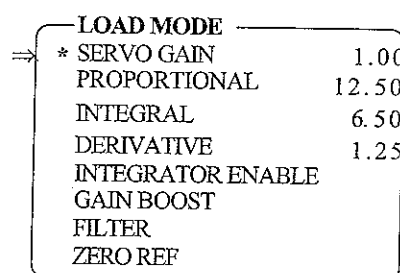 LOAD MODE
⇒ * SERVO GAIN 1.00
PROPORTIONAL 12.50
INTEGRAL 6.50
DERIVATIVE 1.25
INTEGRATOR ENABLE
GAIN BOOST
FILTER
ZERO REF